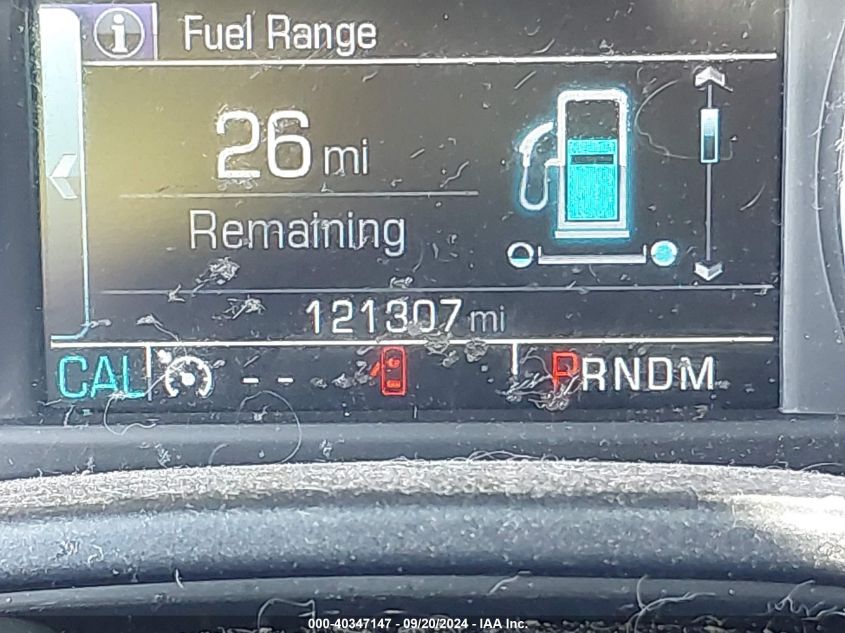 Fuel Range
26 mi
Remaining
121307 mi
CAL -- PRNDM
000-40347147 - 09/20/2024 - IAA Inc.